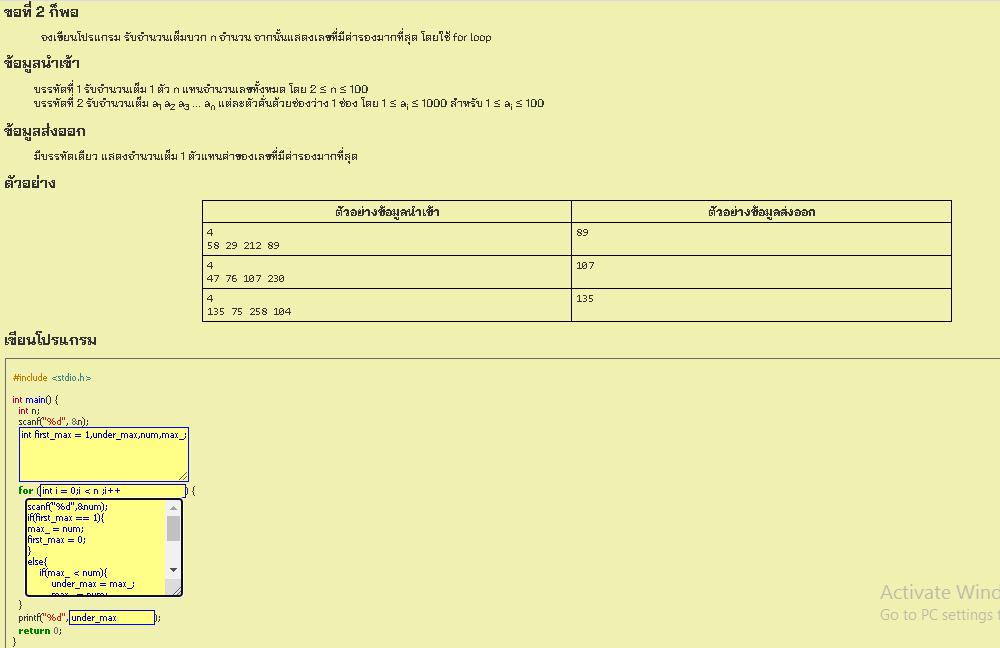 ขอที่ 2 ก็พอ
จงเขียนโปรแกรม รับจำนวนเต็มบวก n จำนวน จากนั้นแสดงเลขที่มีค่ารองมากที่สุด โดยใช้ for loop
ข้อมูลนำเข้า
บรรทัดที่ 1 รับจำนวนเต็ม 1 ตัว n แทนจำนวนเลขทั้งหมด โดย 2 ≤ n ≤ 100
บรรทัดที่ 2 รับจำนวนเต็ม a1 a2 a3 ... an แต่ละตัวคั่นด้วยช่องว่าง 1 ช่อง โดย 1 ≤ ai ≤ 1000 สำหรับ 1 ≤ ai ≤ 100
ข้อมูลส่งออก
มีบรรทัดเดียว แสดงจำนวนเต็ม 1 ตัวแทนค่าของเลขที่มีค่ารองมากที่สุด
ตัวอย่าง
ตัวอย่างข้อมูลนำเข้า ตัวอย่างข้อมูลส่งออก
4 89
58 29 212 89
4 107
47 76 107 230
4 135
135 75 258 104
เขียนโปรแกรม
#include <stdio.h>
int main() {
int n;
scanf("%d", &n);
int first_max = 1,under_max,num,max_;
for (int i = 0;i < n ;i++) {
scanf("%d",&num);
if(first_max == 1){
max_ = num;
first_max = 0;
}
else{
if(max_ < num){
under_max = max_;
max_ = num;
}
printf("%d",under_max);
return 0;
}
Activate Wind
Go to PC settings t